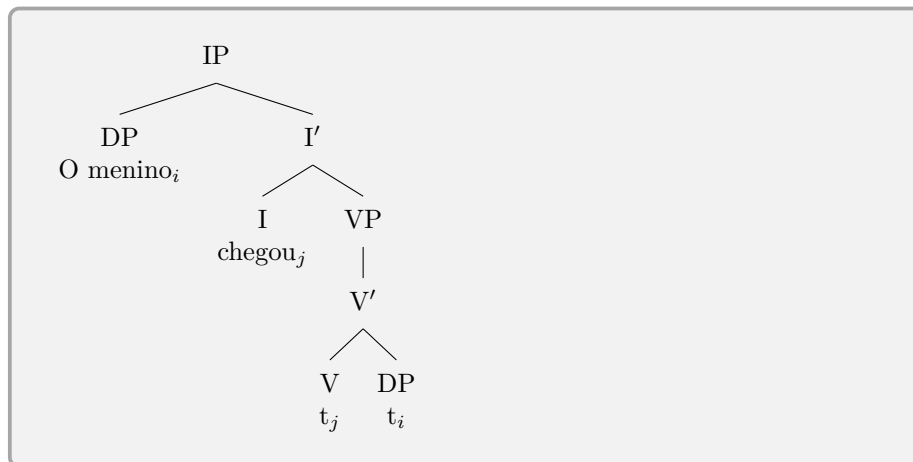 IP
DP I′
O menino_i
I VP
chegou_j
V′
V DP
t_j t_i